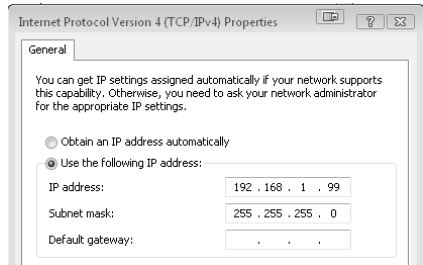 Internet Protocol Version 4 (TCP/IPv4) Properties
General
You can get IP settings assigned automatically if your network supports
this capability. Otherwise, you need to ask your network administrator
for the appropriate IP settings.
Obtain an IP address automatically
Use the following IP address:
IP address: 192 . 168 . 1 . 99
Subnet mask: 255 . 255 . 255 . 0
Default gateway: . . .